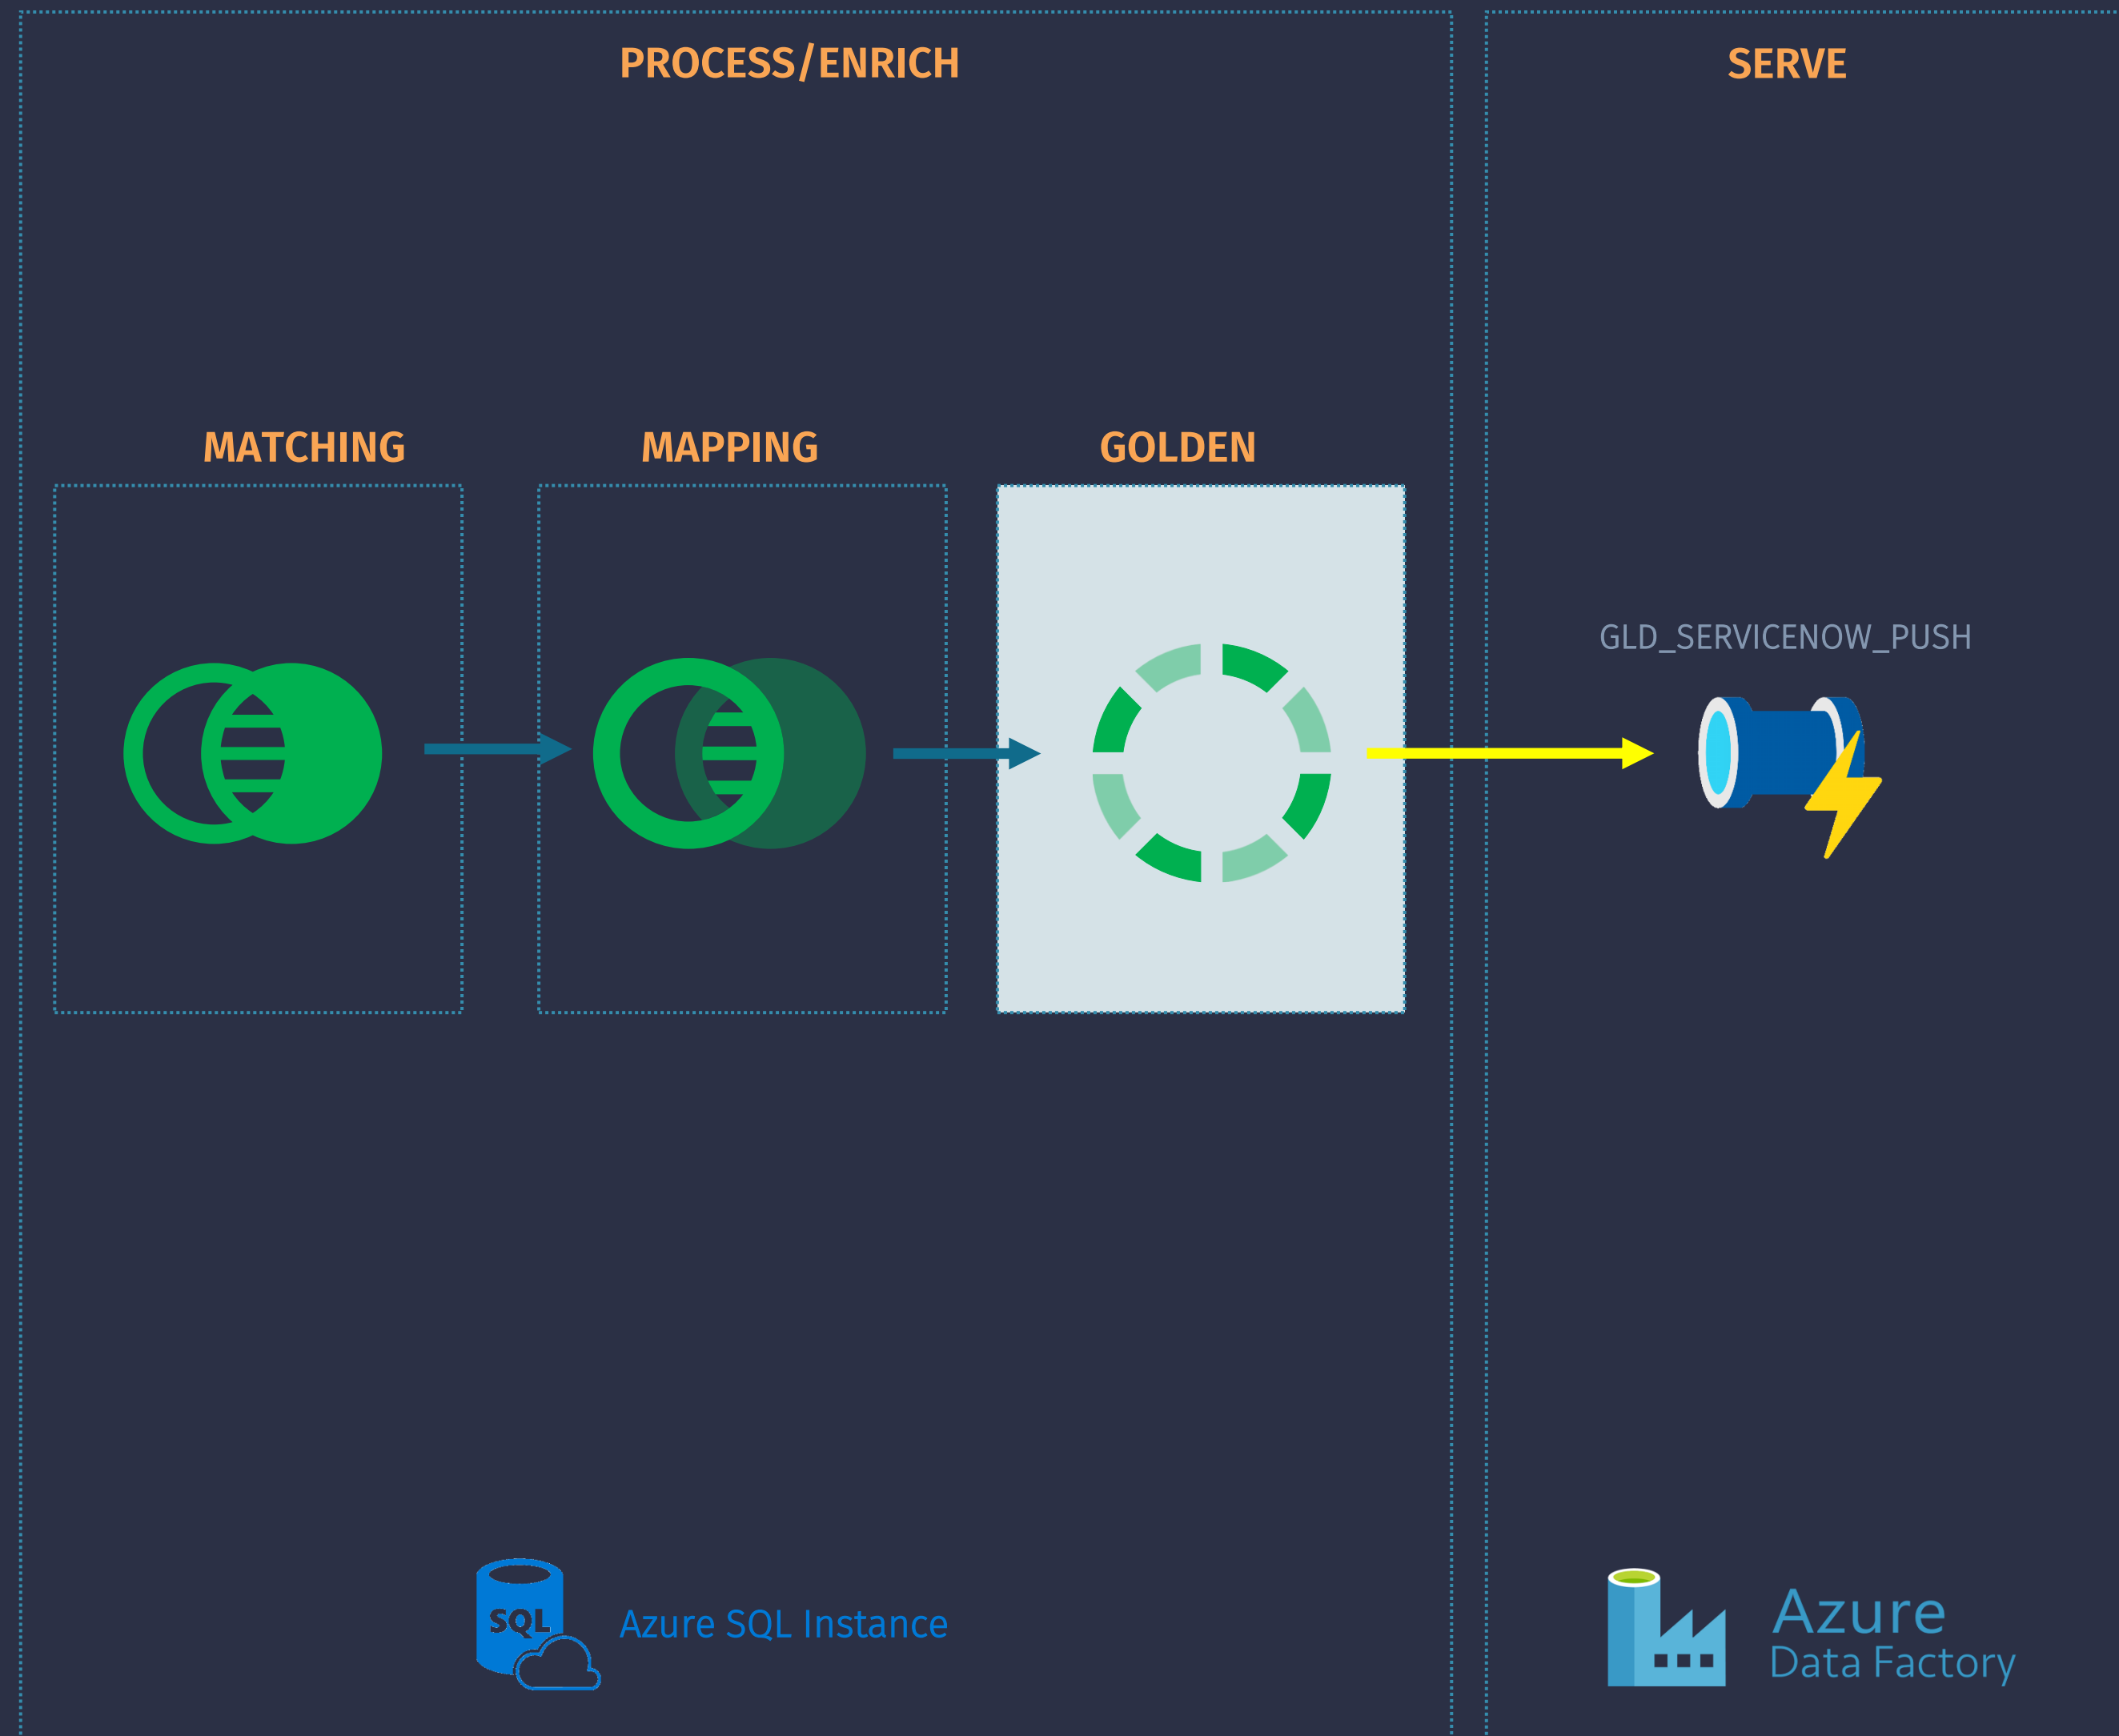 PROCESS/ENRICH
SERVE
MATCHING
MAPPING
GOLDEN
GLD_SERVICENOW_PUSH
SQL
Azure SQL Instance
Azure
Data Factory